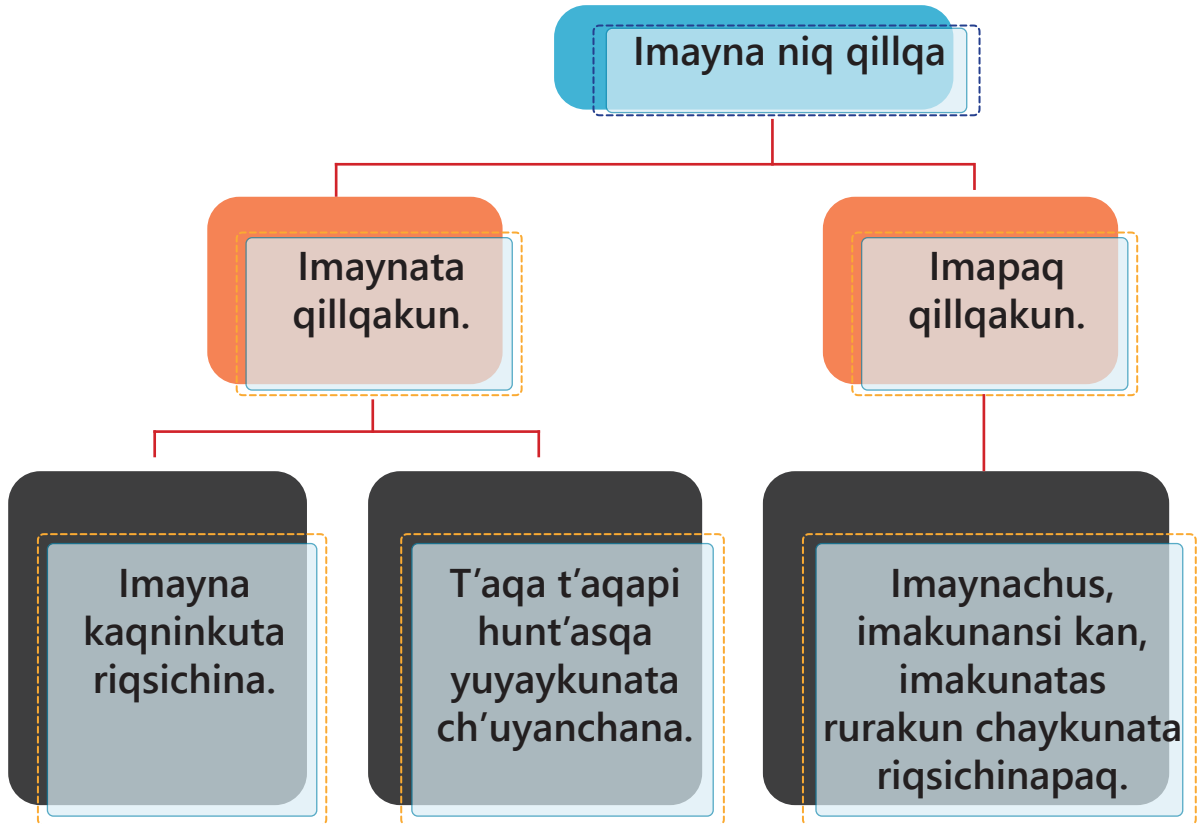 Imayna niq qillqa
Imaynata
qillqakun.
Imapaq
qillqakun.
Imayna
kaqninkuta
riqsichina.
T’aqa t’aqapi
hunt’asqa
yuyaykunata
ch’uyanchana.
Imaynachus,
imakunansi kan,
imakunatas
rurakun chaykunata
riqsichinapaq.